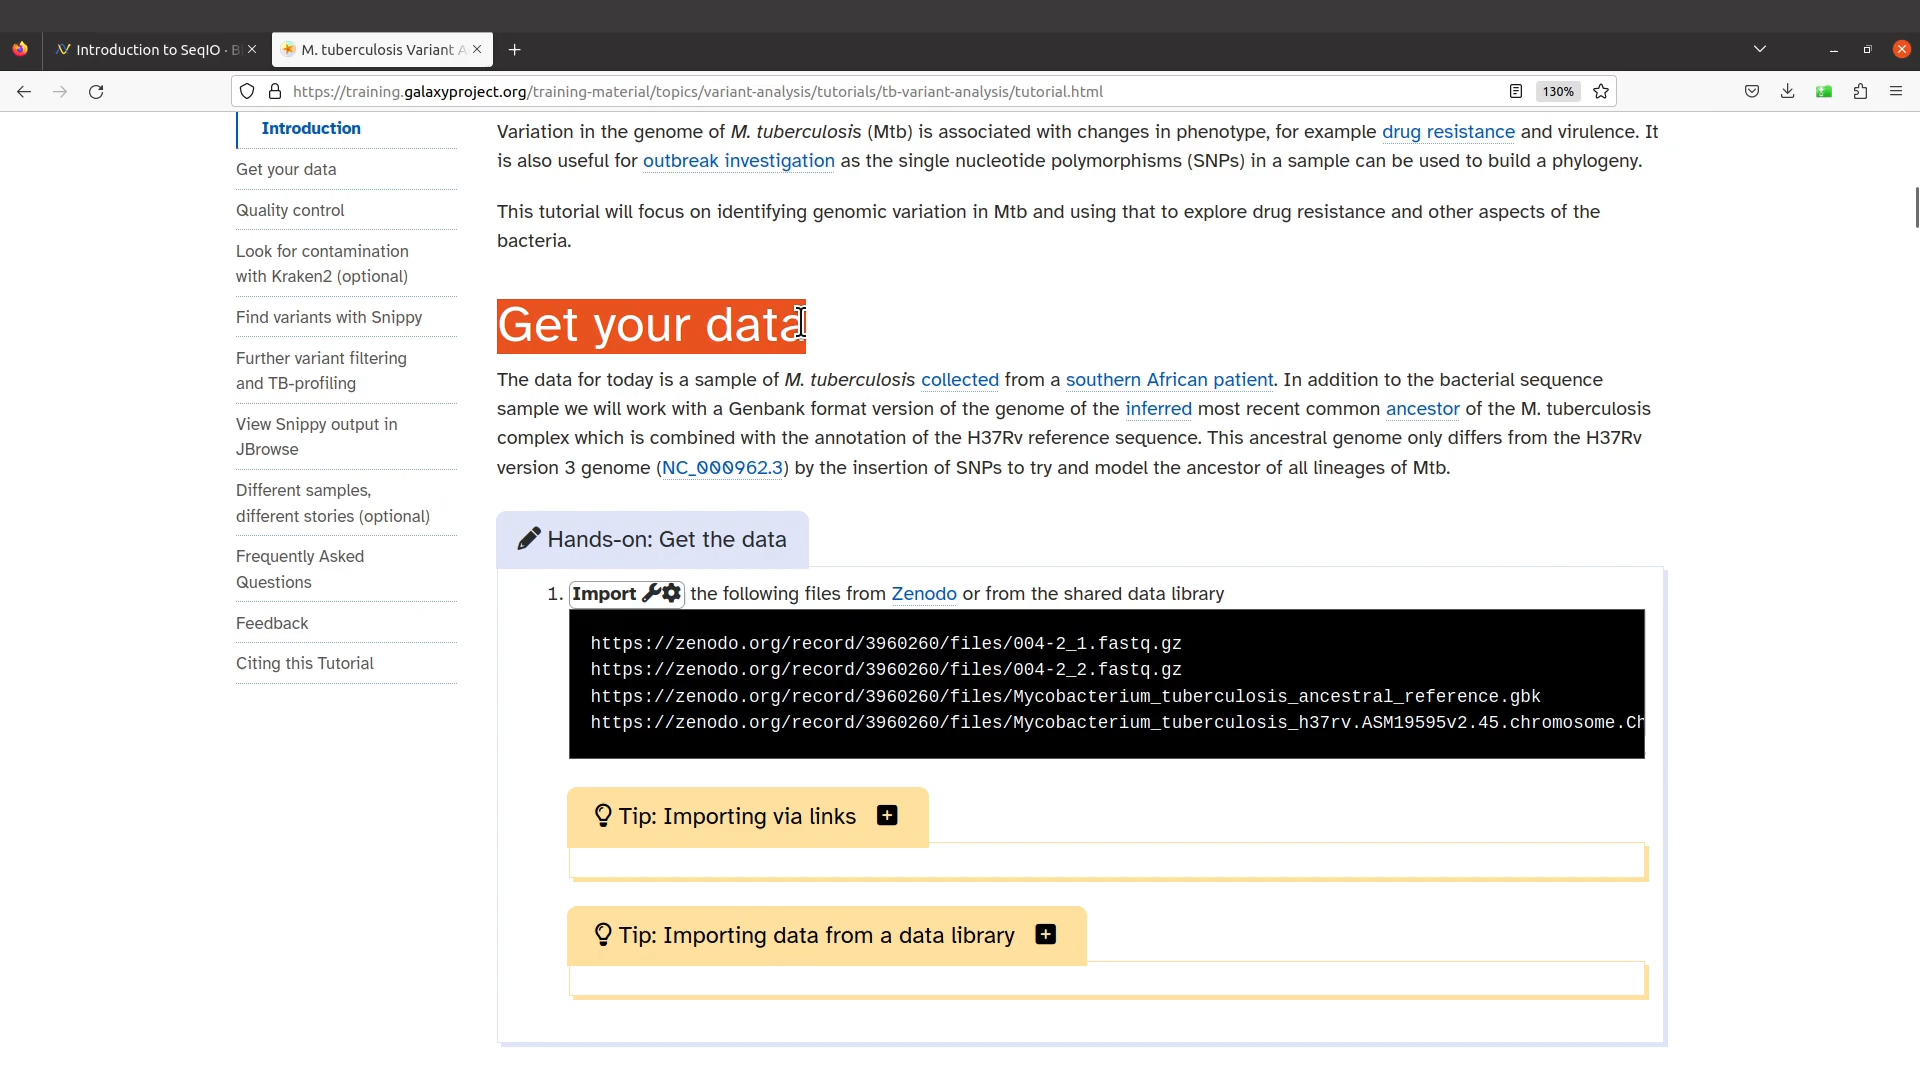 Introduction to SeqIO · B
M. tuberculosis Variant A
https://training.galaxyproject.org/training-material/topics/variant-analysis/tutorials/tb-variant-analysis/tutorial.html
130%
Introduction
Get your data
Quality control
Look for contamination
with Kraken2 (optional)
Find variants with Snippy
Further variant filtering
and TB-profiling
View Snippy output in
JBrowse
Different samples,
different stories (optional)
Frequently Asked
Questions
Feedback
Citing this Tutorial
Variation in the genome of M. tuberculosis (Mtb) is associated with changes in phenotype, for example drug resistance and virulence. It
is also useful for outbreak investigation as the single nucleotide polymorphisms (SNPs) in a sample can be used to build a phylogeny.
This tutorial will focus on identifying genomic variation in Mtb and using that to explore drug resistance and other aspects of the
bacteria.
Get your data
The data for today is a sample of M. tuberculosis collected from a southern African patient. In addition to the bacterial sequence
sample we will work with a Genbank format version of the genome of the inferred most recent common ancestor of the M. tuberculosis
complex which is combined with the annotation of the H37Rv reference sequence. This ancestral genome only differs from the H37Rv
version 3 genome (NC_000962.3) by the insertion of SNPs to try and model the ancestor of all lineages of Mtb.
Hands-on: Get the data
1. Import the following files from Zenodo or from the shared data library
https://zenodo.org/record/3960260/files/004-2_1.fastq.gz
https://zenodo.org/record/3960260/files/004-2_2.fastq.gz
https://zenodo.org/record/3960260/files/Mycobacterium_tuberculosis_ancestral_reference.gbk
https://zenodo.org/record/3960260/files/Mycobacterium_tuberculosis_h37rv.ASM19595v2.45.chromosome.Ch
Tip: Importing via links
Tip: Importing data from a data library